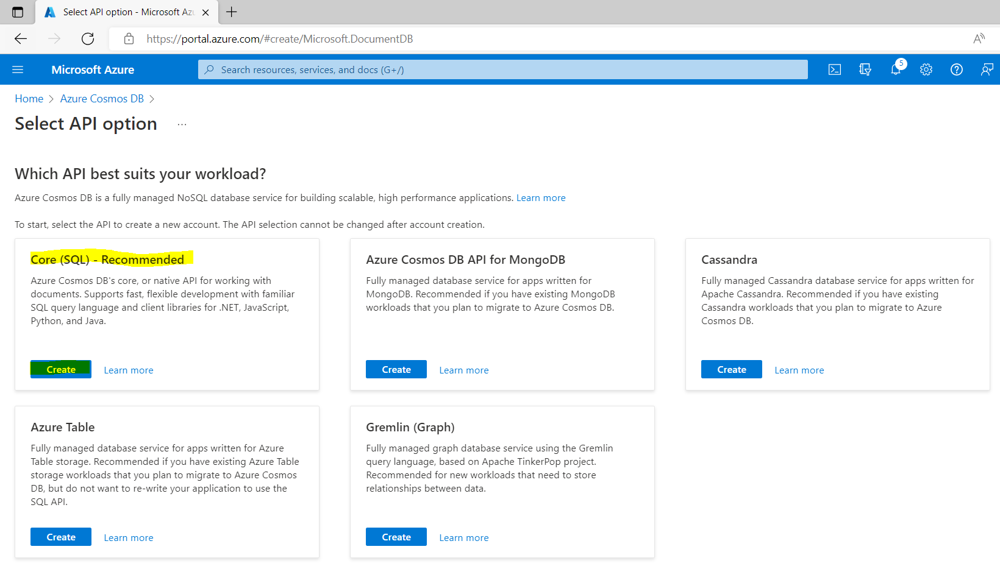 Select API option - Microsoft Azu
https://portal.azure.com/#create/Microsoft.DocumentDB
Microsoft Azure
Search resources, services, and docs (G+/)
5
Home > Azure Cosmos DB >
Select API option ...
Which API best suits your workload?
Azure Cosmos DB is a fully managed NoSQL database service for building scalable, high performance applications. Learn more
To start, select the API to create a new account. The API selection cannot be changed after account creation.
Core (SQL) - Recommended
Azure Cosmos DB's core, or native API for working with
documents. Supports fast, flexible development with familiar
SQL query language and client libraries for .NET, JavaScript,
Python, and Java.
Create
Learn more
Azure Cosmos DB API for MongoDB
Fully managed database service for apps written for
MongoDB. Recommended if you have existing MongoDB
workloads that you plan to migrate to Azure Cosmos DB.
Create
Learn more
Cassandra
Fully managed Cassandra database service for apps written for
Apache Cassandra. Recommended if you have existing
Cassandra workloads that you plan to migrate to Azure
Cosmos DB.
Create
Learn more
Azure Table
Fully managed database service for apps written for Azure
Table storage. Recommended if you have existing Azure Table
storage workloads that you plan to migrate to Azure Cosmos
DB, but do not want to re-write your application to use the
SQL API.
Create
Learn more
Gremlin (Graph)
Fully managed graph database service using the Gremlin
query language, based on Apache TinkerPop project.
Recommended for new workloads that need to store
relationships between data.
Create
Learn more